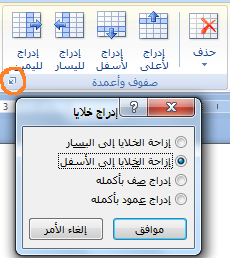 حذف
إدراج لأعلى
إدراج لأسفل
إدراج لليسار
إدراج لليمين
صفوف وأعمدة
3
إدراج خلايا
إزاحة الخلايا إلى اليسار
إزاحة الخلايا إلى الأسفل
إدراج صف بأكمله
إدراج عمود بأكمله
موافق
إلغاء الأمر